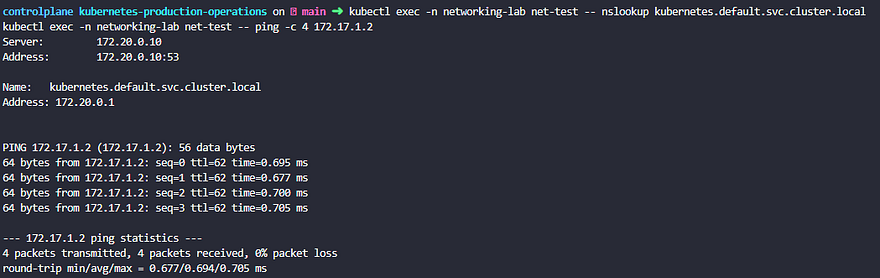 controlplane kubernetes-production-operations on main ➜ kubectl exec -n networking-lab net-test -- nslookup kubernetes.default.svc.cluster.local
kubectl exec -n networking-lab net-test -- ping -c 4 172.17.1.2
Server: 172.20.0.10
Address: 172.20.0.10:53
Name: kubernetes.default.svc.cluster.local
Address: 172.20.0.1
PING 172.17.1.2 (172.17.1.2): 56 data bytes
64 bytes from 172.17.1.2: seq=0 ttl=62 time=0.695 ms
64 bytes from 172.17.1.2: seq=1 ttl=62 time=0.677 ms
64 bytes from 172.17.1.2: seq=2 ttl=62 time=0.700 ms
64 bytes from 172.17.1.2: seq=3 ttl=62 time=0.705 ms
--- 172.17.1.2 ping statistics ---
4 packets transmitted, 4 packets received, 0% packet loss
round-trip min/avg/max = 0.677/0.694/0.705 ms